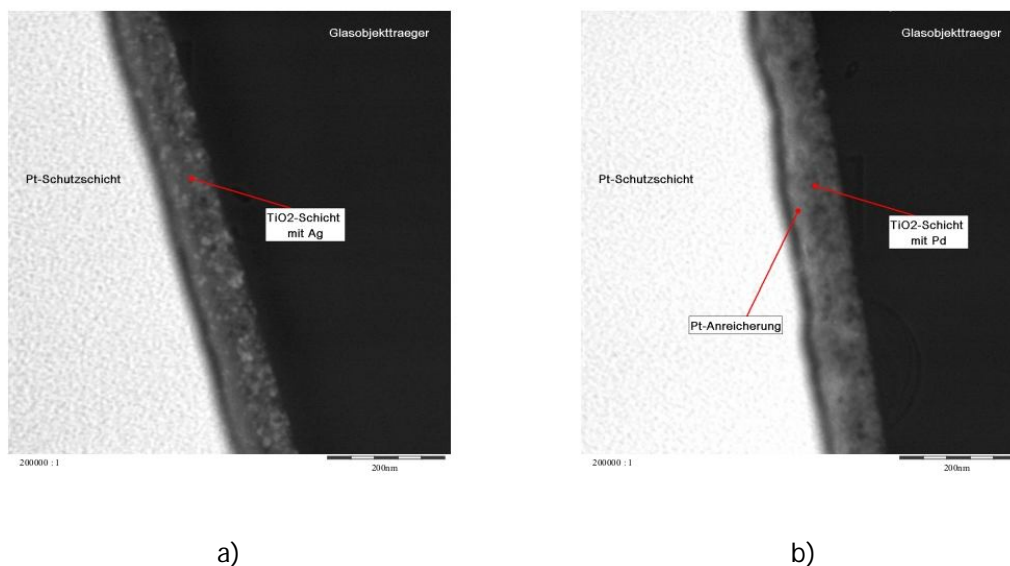 Glasobjekttraeger
Pt-Schutzschicht
TiO2-Schicht
mit Ag
200000 : 1
200nm
a)
Glasobjekttraeger
Pt-Schutzschicht
TiO2-Schicht
mit Pd
Pt-Anreicherung
200000 : 1
200nm
b)